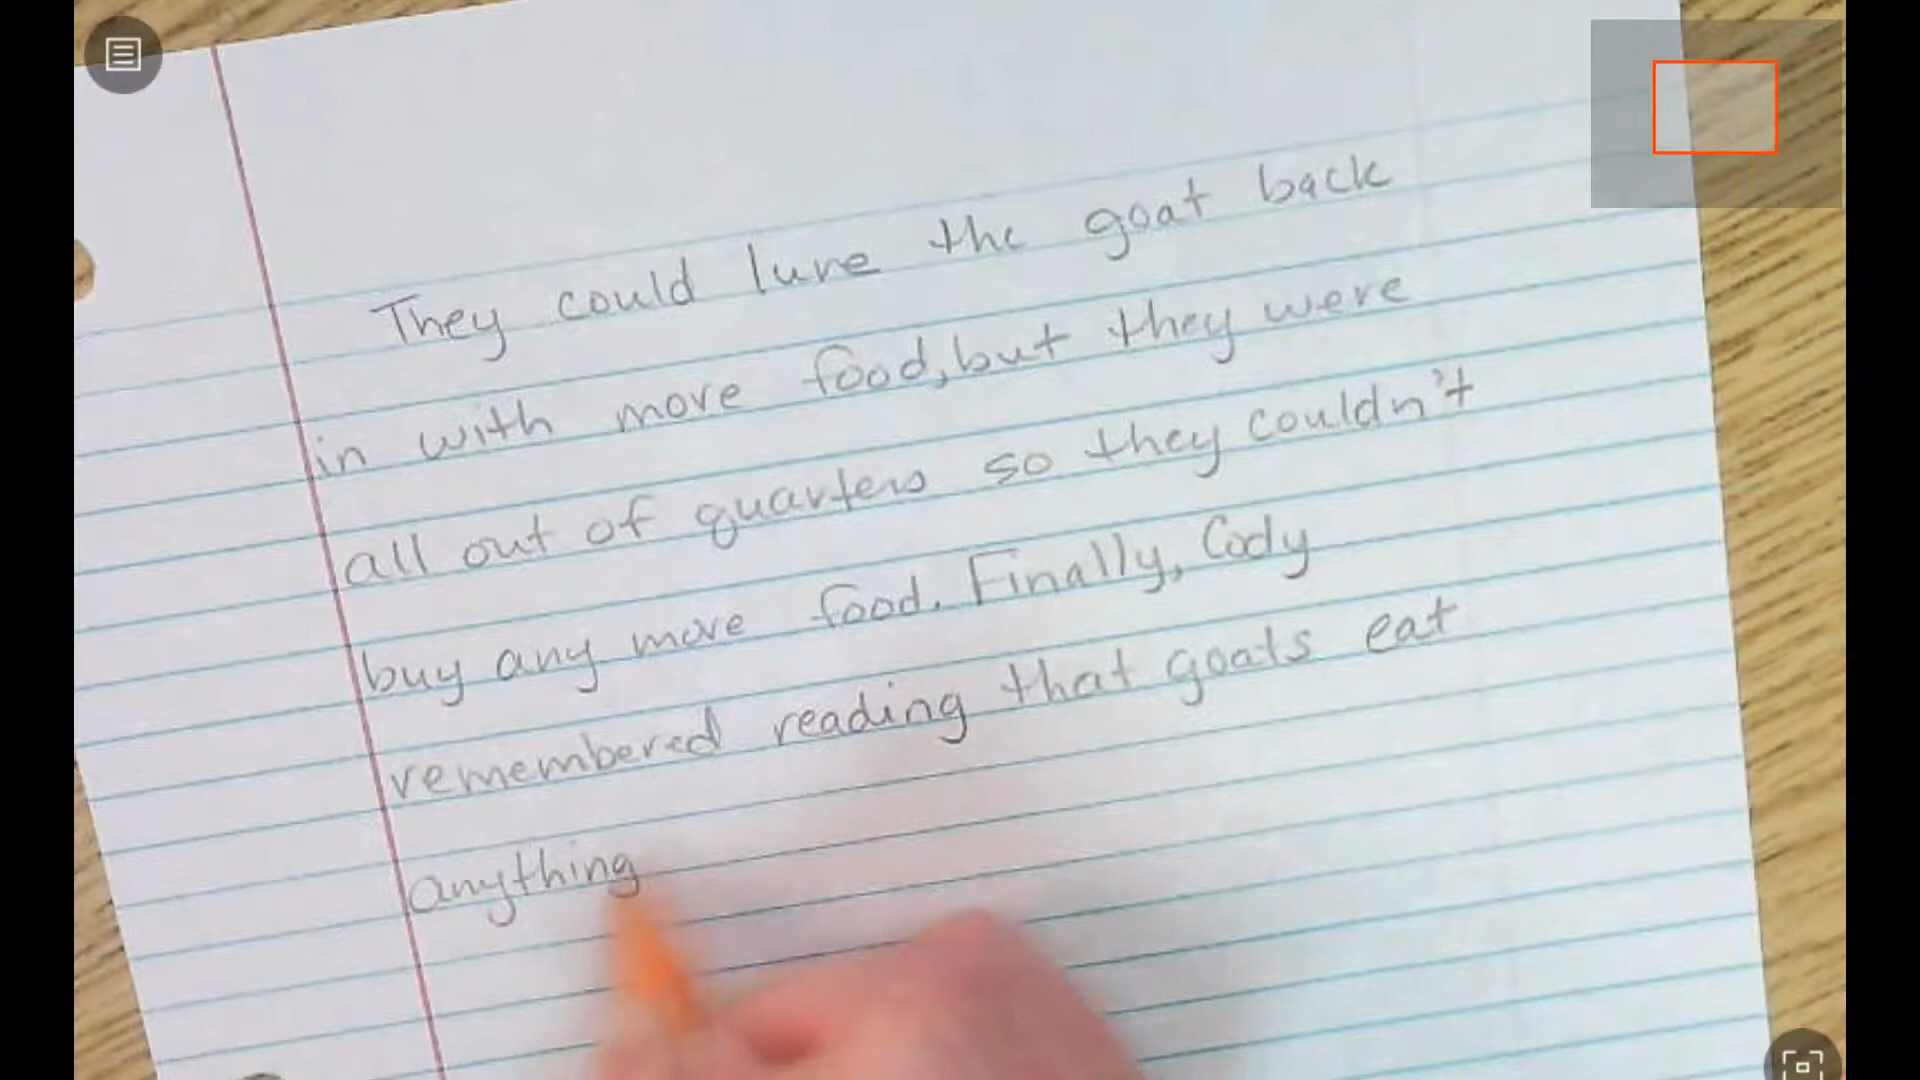 They could lure the goat back
in with more food, but they were
all out of quarters so they couldn't
buy any more food. Finally, Cody
remembered reading that goats eat
anything